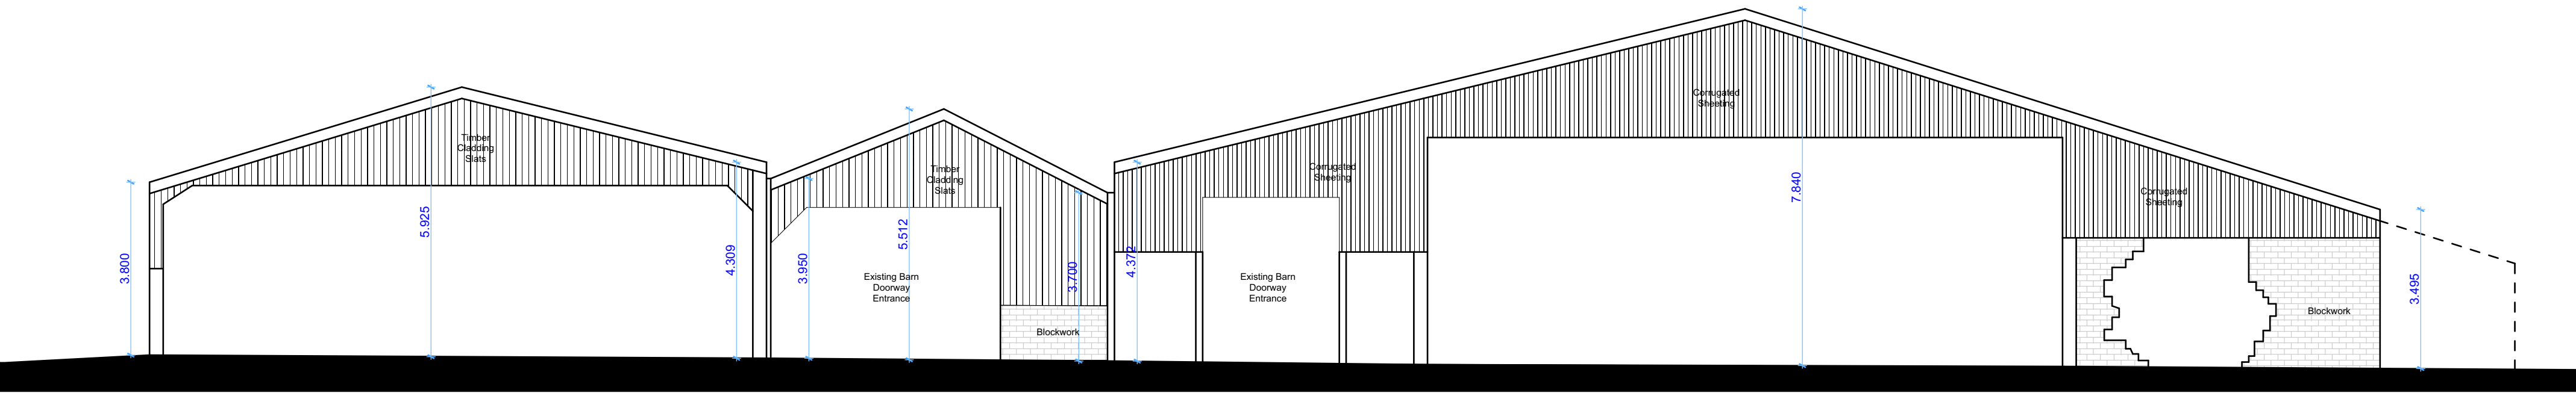 3.800
5.925
Timber
Cladding
Slats
4.309
3.950
Existing Barn
Doorway
Entrance
5.512
Timber
Cladding
Slats
3.700
Blockwork
4.372
Existing Barn
Doorway
Entrance
Corrugated
Sheeting
Corrugated
Sheeting
7.840
Corrugated
Sheeting
Blockwork
3.495